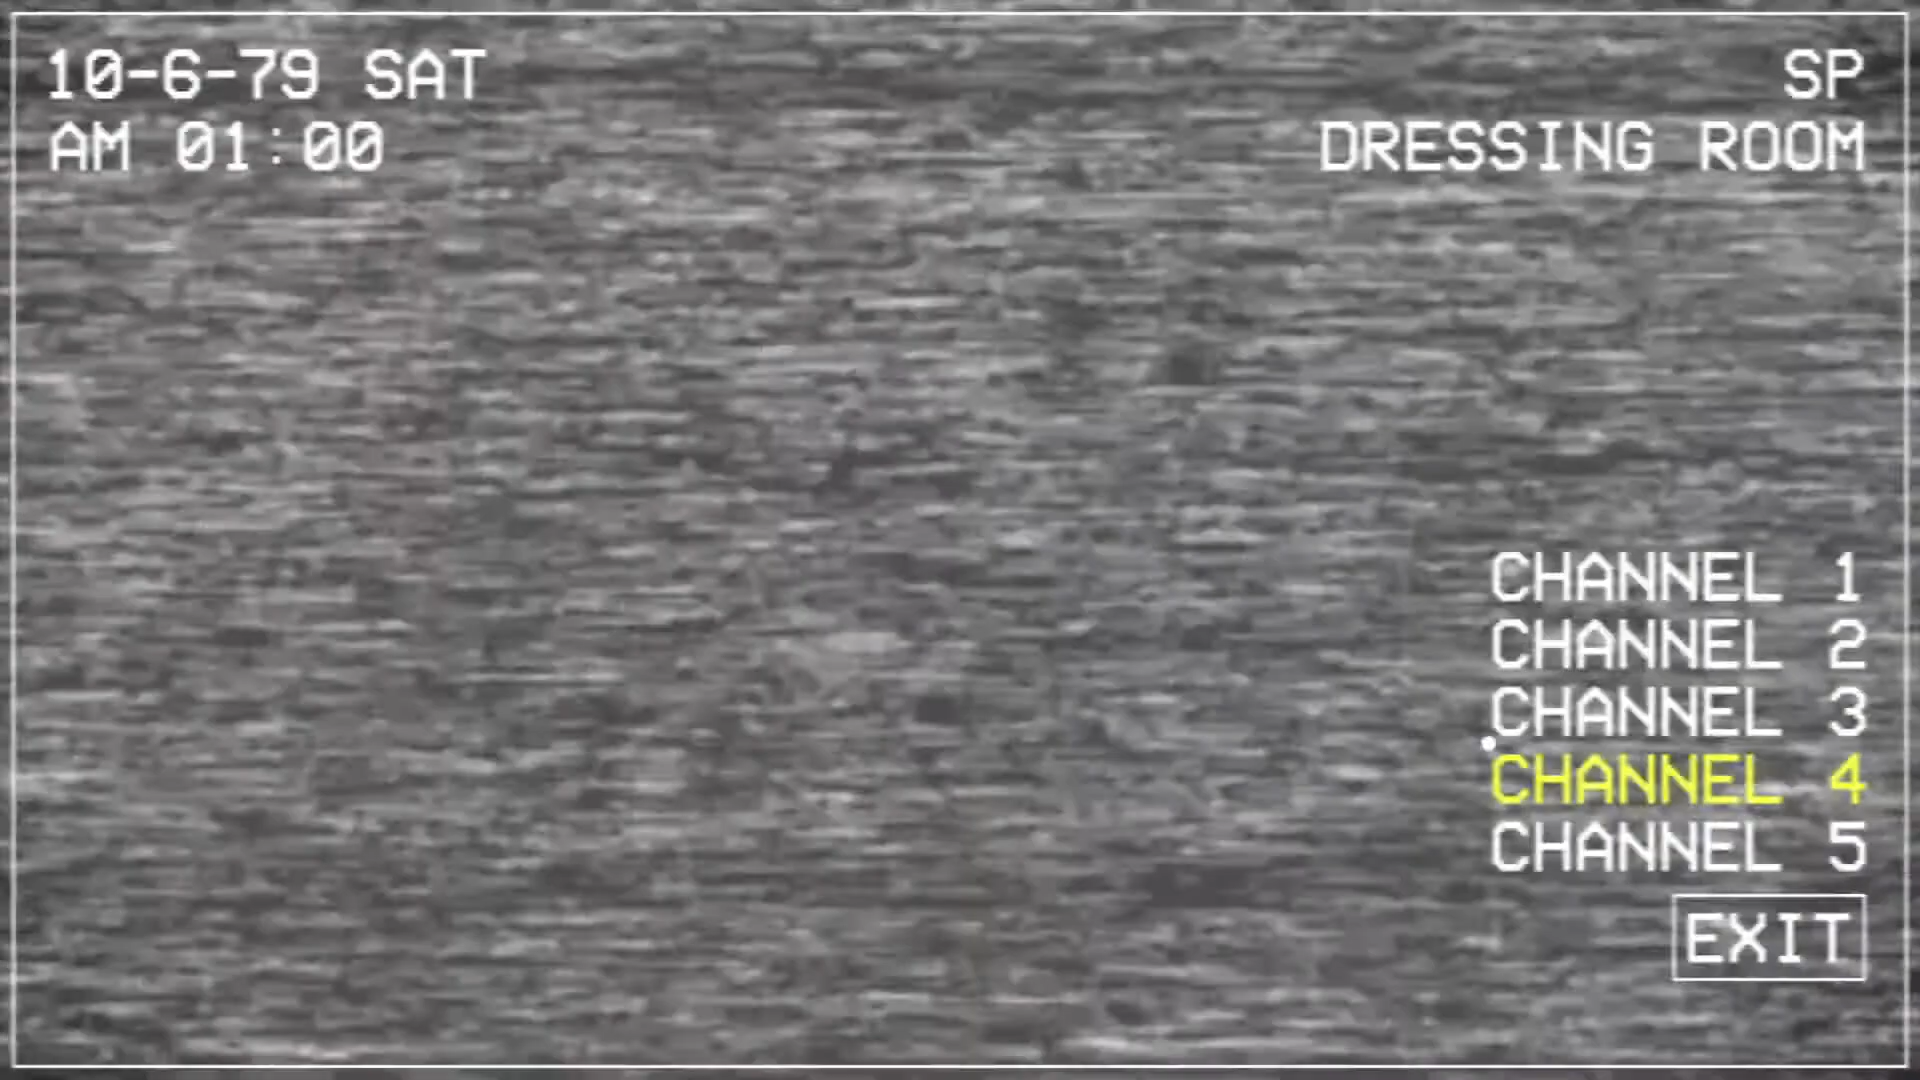 10-6-79 SAT
AM 01:00
SP
DRESSING ROOM
CHANNEL 1
CHANNEL 2
CHANNEL 3
CHANNEL 4
CHANNEL 5
EXIT